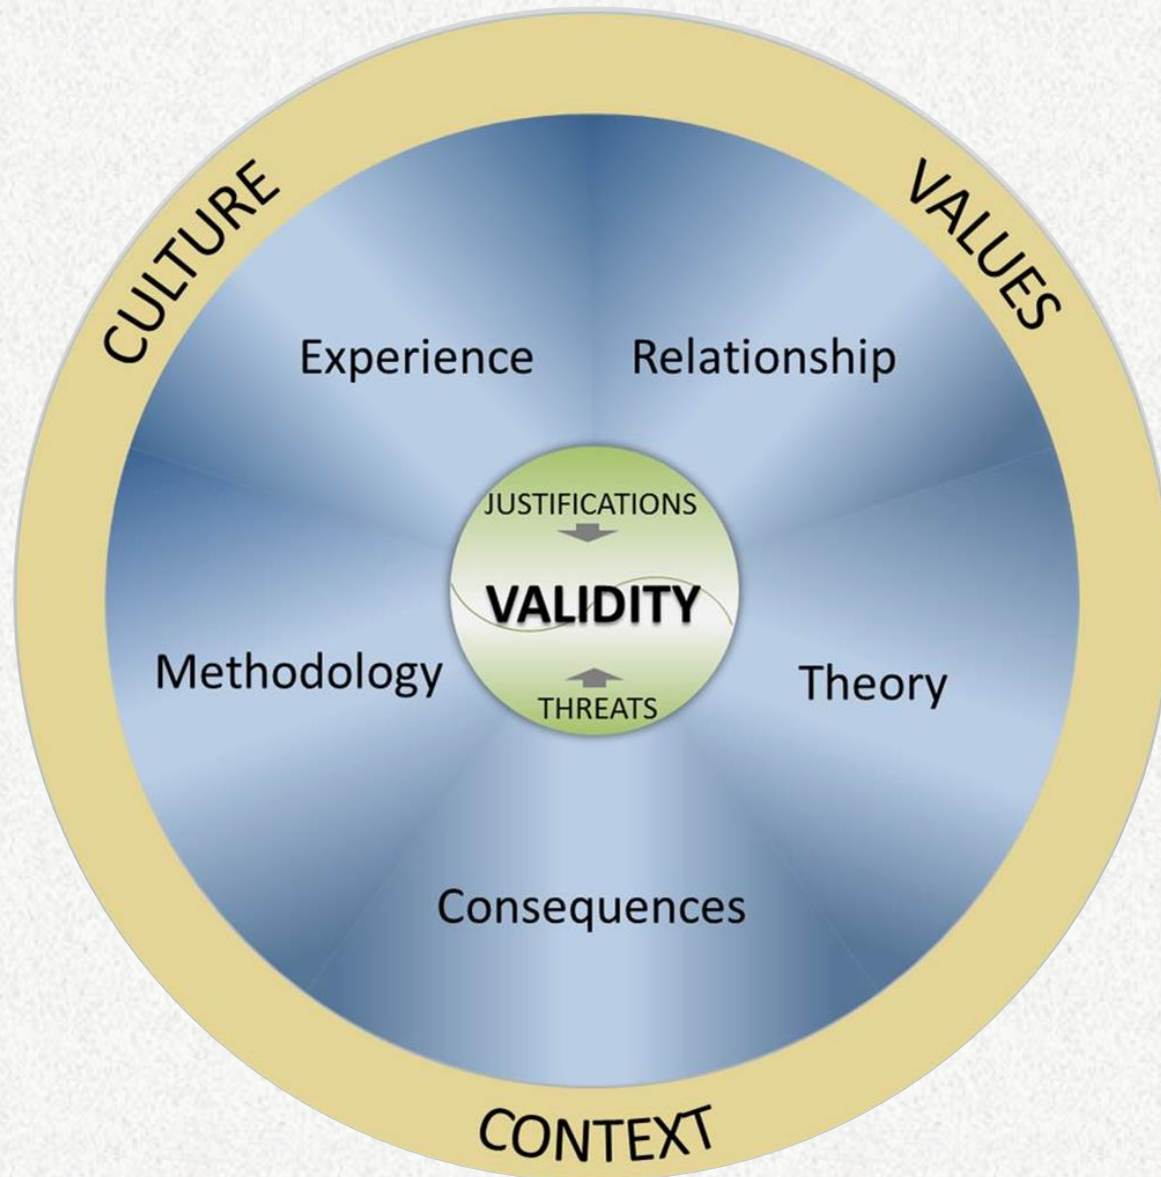 CULTURE
VALUES
Experience
Relationship
JUSTIFICATIONS
VALIDITY
THREATS
Methodology
Theory
Consequences
CONTEXT